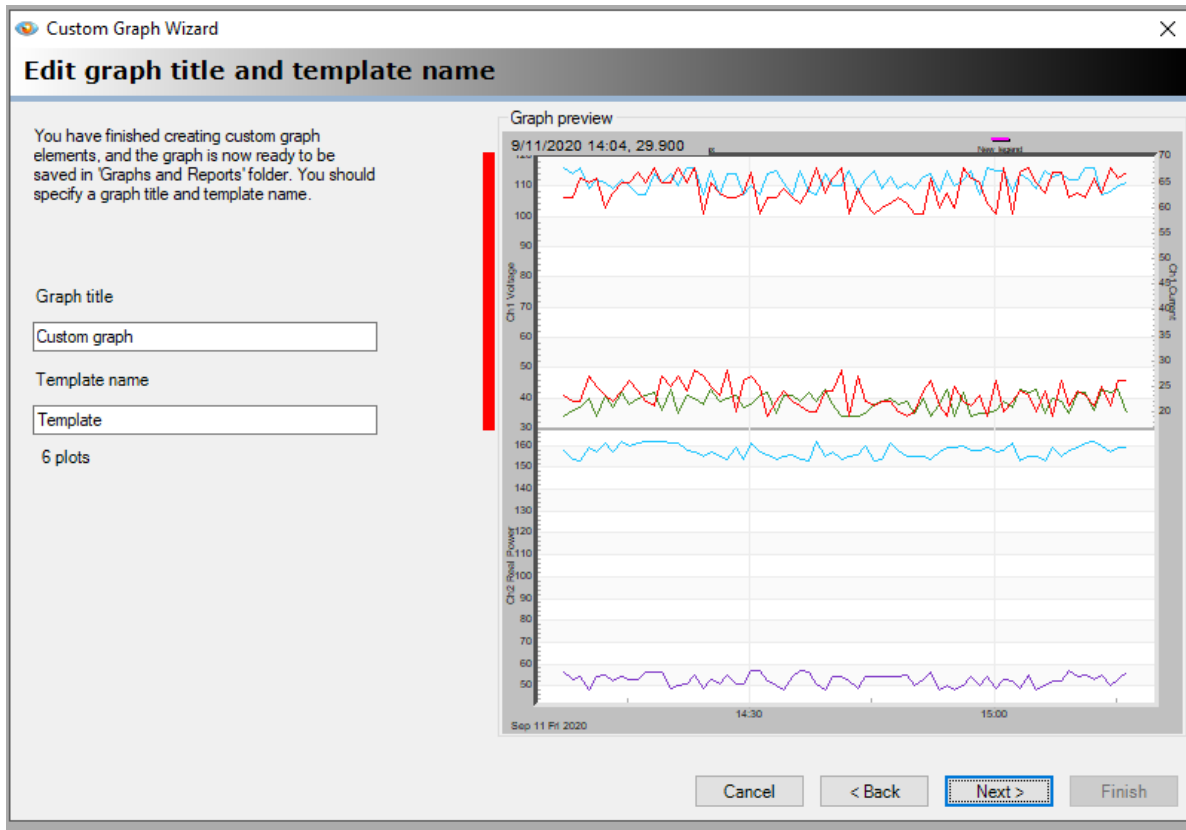 Custom Graph Wizard
Edit graph title and template name
You have finished creating custom graph
elements, and the graph is now ready to be
saved in 'Graphs and Reports' folder. You should
specify a graph title and template name.
Graph title
Custom graph
Template name
Template
6 plots
Graph preview
9/11/2020 14:04, 29.900
New legend
120
110
100
90
80
70
60
50
40
30
Ch1 Voltage
70
65
60
55
50
45
40
35
30
25
20
Ch1 Current
160
150
140
130
120
110
100
90
80
70
60
50
Ch2 Real Power
14:30
15:00
Sep 11 Fri 2020
Cancel
< Back
Next >
Finish